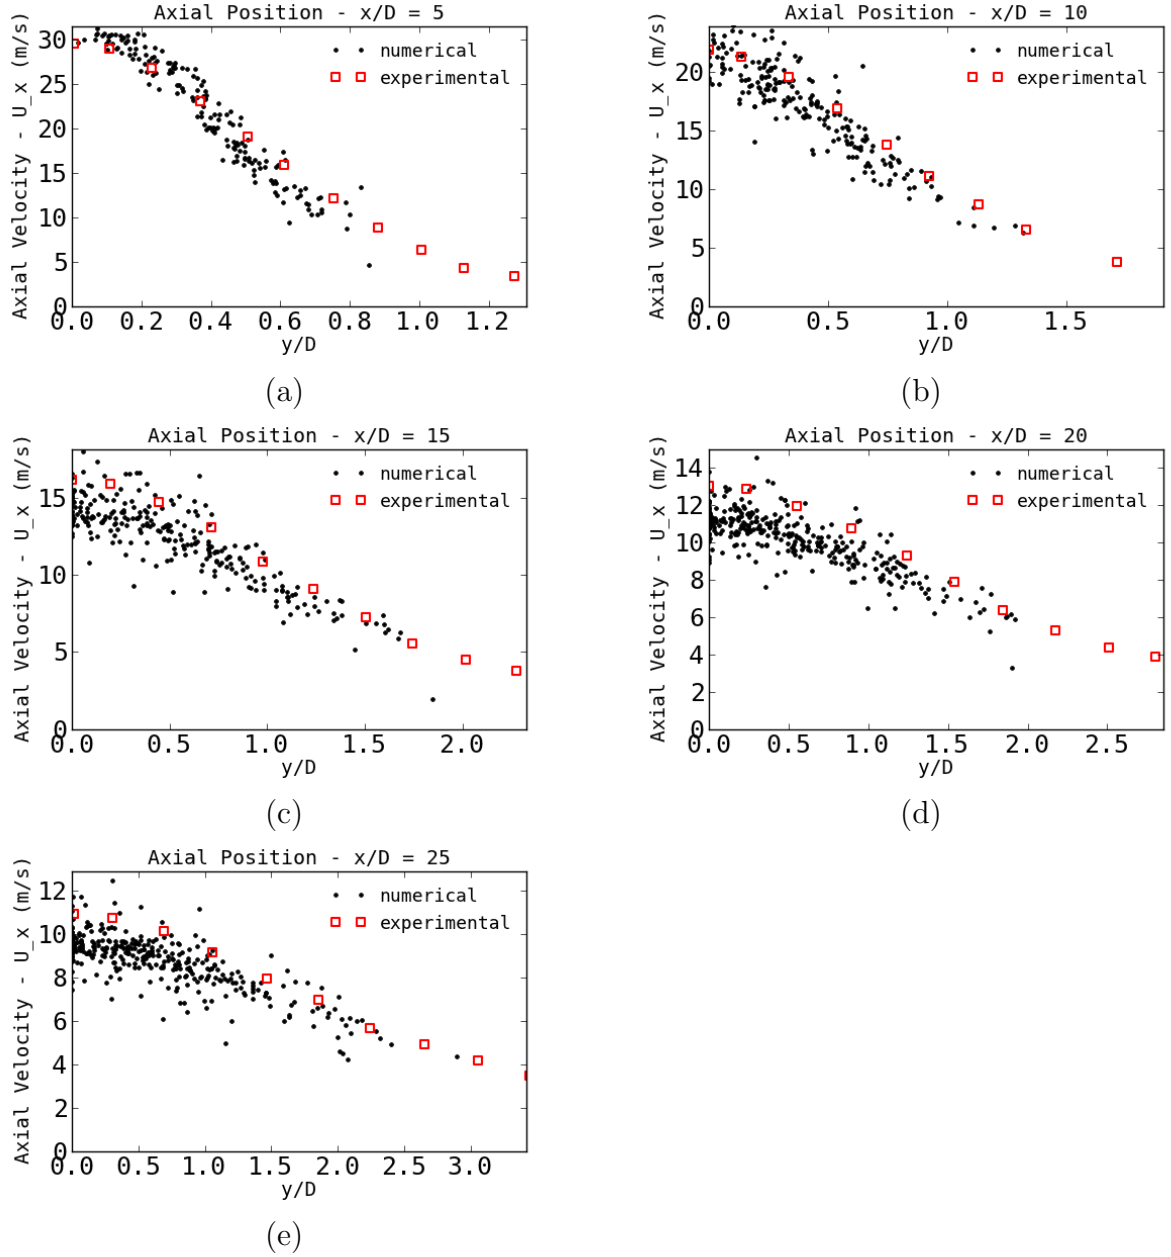 Axial Position - x/D = 5
Axial Velocity - U_x (m/s)
30
25
20
15
10
5
0
numerical
experimental
0.0 0.2 0.4 0.6 0.8 1.0 1.2
y/D
(a)
Axial Position - x/D = 10
Axial Velocity - U_x (m/s)
20
15
10
5
0
numerical
experimental
0.0 0.5 1.0 1.5
y/D
(b)
Axial Position - x/D = 15
Axial Velocity - U_x (m/s)
15
10
5
0
numerical
experimental
0.0 0.5 1.0 1.5 2.0
y/D
(c)
Axial Position - x/D = 20
Axial Velocity - U_x (m/s)
14
12
10
8
6
4
2
0
numerical
experimental
0.0 0.5 1.0 1.5 2.0 2.5
y/D
(d)
Axial Position - x/D = 25
Axial Velocity - U_x (m/s)
12
10
8
6
4
2
0
numerical
experimental
0.0 0.5 1.0 1.5 2.0 2.5 3.0
y/D
(e)